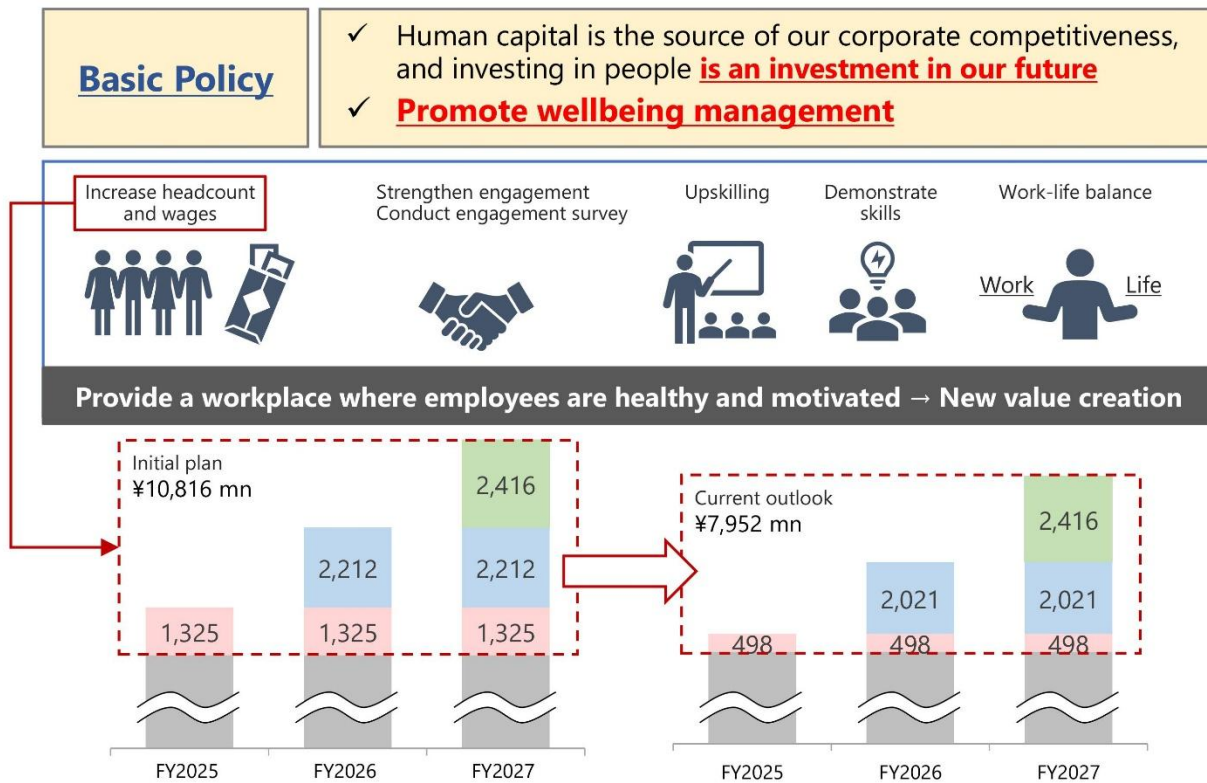 Basic Policy
✓ Human capital is the source of our corporate competitiveness,
and investing in people is an investment in our future
✓ Promote wellbeing management
Increase headcount
and wages
Strengthen engagement
Conduct engagement survey
Upskilling
Demonstrate
skills
Work-life balance
Work
Life
Provide a workplace where employees are healthy and motivated → New value creation
Initial plan
¥10,816 mn
2,416
2,212
2,212
1,325
1,325
1,325
FY2025
FY2026
FY2027
Current outlook
¥7,952 mn
2,416
2,021
2,021
498
498
498
FY2025
FY2026
FY2027